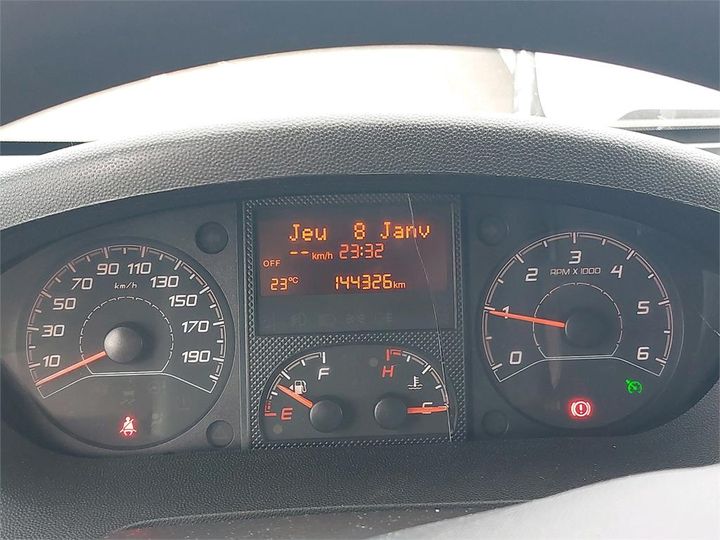 Jeu 8 Janv
--km/h 23:32
OFF
23°C 144326 km
10 30 50 70 90 110 130 150 170 190
km/h
E F
H C
0 1 2 3 4 5 6
RPM X 1000